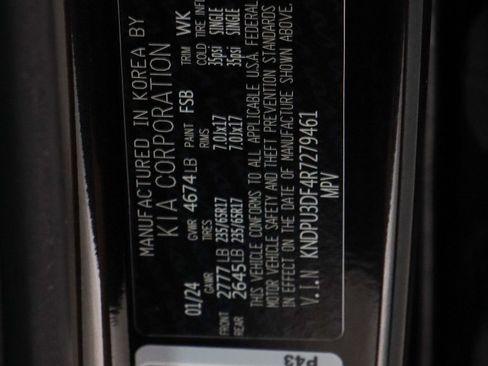 MANUFACTURED IN KOREA BY
KIA CORPORATION
01/24 GVWR 4674LB PAINT FSB TRIM WK
GAWR TIRES RIMS COLD TIRE INFL
FRONT 2777LB 235/65R17 7.0Jx17 35psi SINGLE
REAR 2645LB 235/65R17 7.0Jx17 35psi SINGLE
THIS VEHICLE CONFORMS TO ALL APPLICABLE U.S.A. FEDERAL
MOTOR VEHICLE SAFETY AND THEFT PREVENTION STANDARDS
IN EFFECT ON THE DATE OF MANUFACTURE SHOWN ABOVE.
V.I.N KNDPU3DF4R7279461
MPV
P43